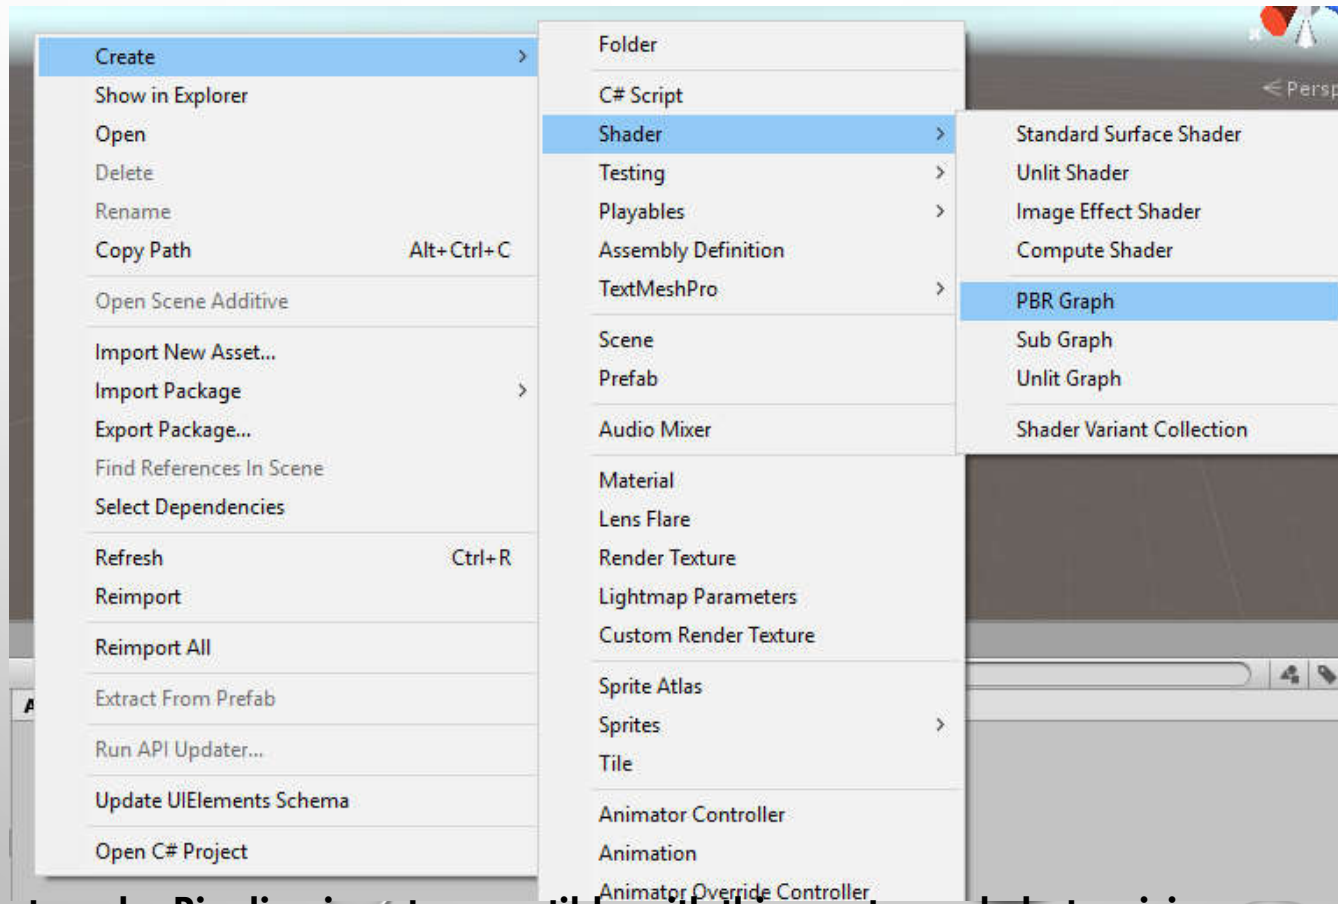 Create
Show in Explorer
Open
Delete
Rename
Copy Path Alt+Ctrl+C
Open Scene Additive
Import New Asset...
Import Package
Export Package...
Find References In Scene
Select Dependencies
Refresh Ctrl+R
Reimport
Reimport All
Extract From Prefab
Run API Updater...
Update UIElements Schema
Open C# Project
Folder
C# Script
Shader
Testing
Playables
Assembly Definition
TextMeshPro
Scene
Prefab
Audio Mixer
Material
Lens Flare
Render Texture
Lightmap Parameters
Custom Render Texture
Sprite Atlas
Sprites
Tile
Animator Controller
Animation
Animator Override Controller
Standard Surface Shader
Unlit Shader
Image Effect Shader
Compute Shader
PBR Graph
Sub Graph
Unlit Graph
Shader Variant Collection
x
Persp